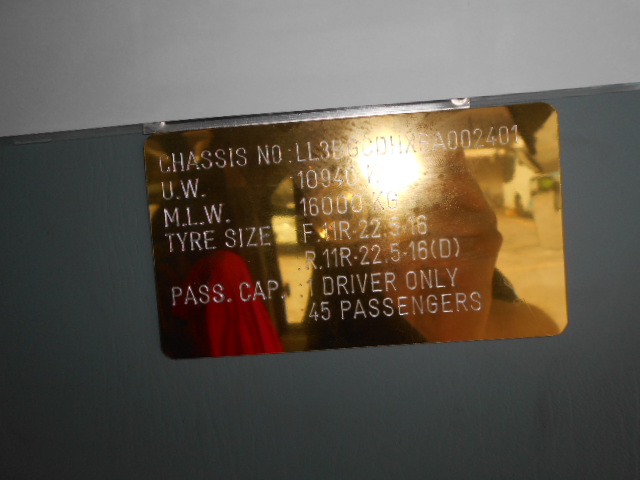 CHASSIS NO:
U.W. :10940
M.L.W. :16000 KG
TYRE SIZE F.11R-22.5-16
R.11R-22.5-16(D)
PASS. CAP. :1 DRIVER ONLY
45 PASSENGERS